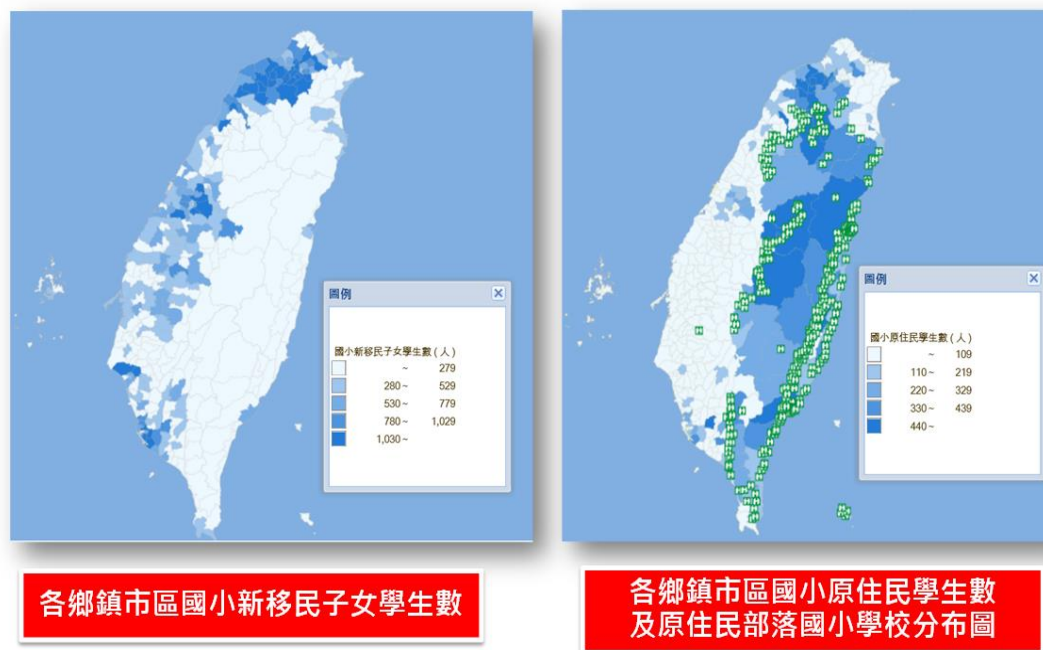 圖例
國小新移民子女學生數(人)
~ 279
280~ 529
530~ 779
780~ 1,029
1,030~
各鄉鎮市區國小新移民子女學生數
圖例
國小原住民學生數(人)
~ 109
110~ 219
220~ 329
330~ 439
440~
各鄉鎮市區國小原住民學生數
及原住民部落國小學校分布圖